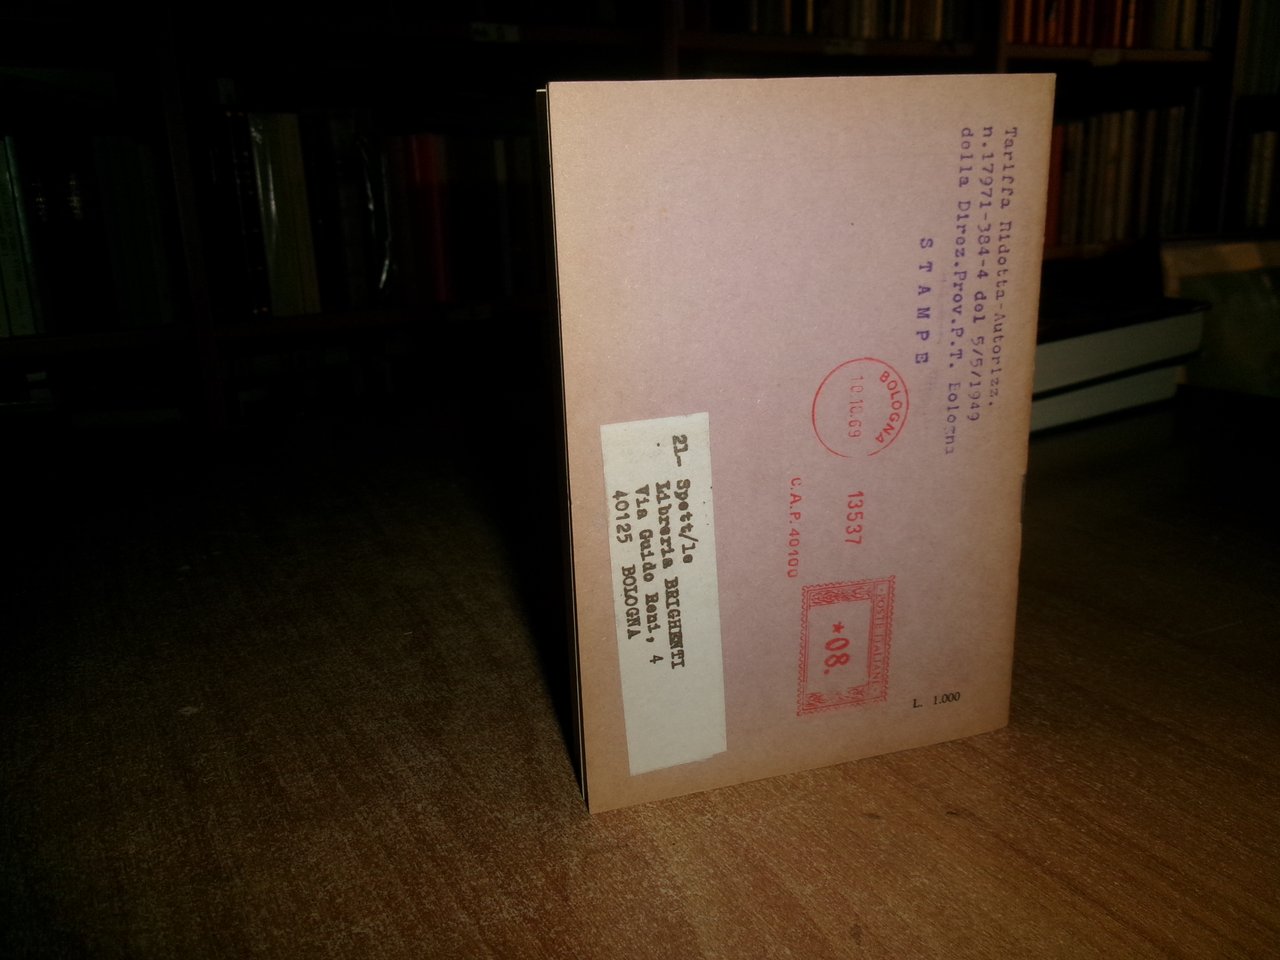 Tariffa Ridotta-Autorizz.
n.17971-384-4 del 5/5/1949
della Direz.Prov.P.T. Bologna
STAMPE
BOLOGNA
10.10.69
13537
C.A.P. 40100
POSTE ITALIANE
*08.
L. 1.000
21- Spett/le
Libreria BRIGHENTI
Via Guido Reni, 4
40125 BOLOGNA